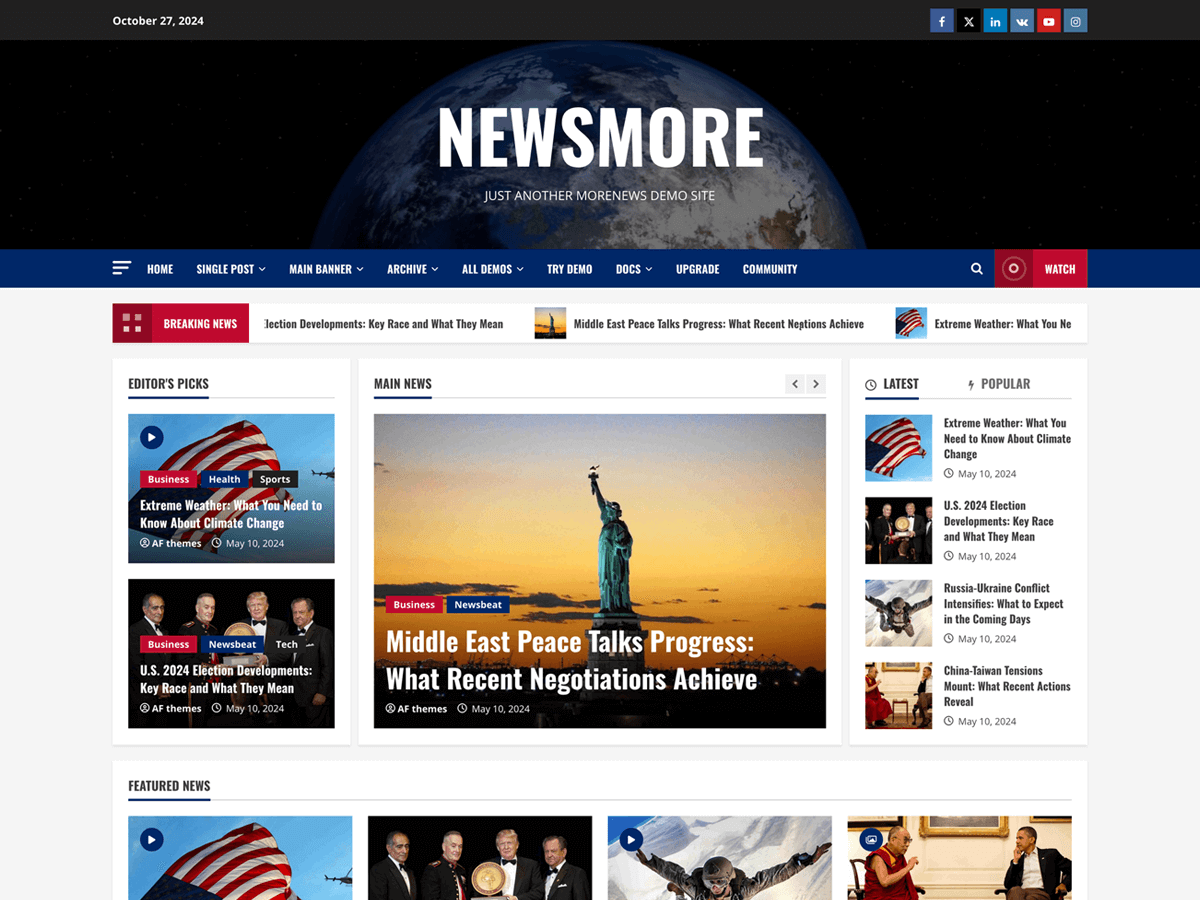 October 27, 2024
NEWSMORE
JUST ANOTHER MORENEWS DEMO SITE
HOME SINGLE POST MAIN BANNER ARCHIVE ALL DEMOS TRY DEMO DOCS UPGRADE COMMUNITY WATCH
BREAKING NEWS Election Developments: Key Race and What They Mean Middle East Peace Talks Progress: What Recent Negotiations Achieve Extreme Weather: What You Ne
EDITOR'S PICKS
Business Health Sports
Extreme Weather: What You Need to
Know About Climate Change
AF themes May 10, 2024
Business Newsbeat Tech
U.S. 2024 Election Developments:
Key Race and What They Mean
AF themes May 10, 2024
MAIN NEWS
Business Newsbeat
Middle East Peace Talks Progress:
What Recent Negotiations Achieve
AF themes May 10, 2024
LATEST POPULAR
Extreme Weather: What You
Need to Know About Climate
Change
May 10, 2024
U.S. 2024 Election
Developments: Key Race
and What They Mean
May 10, 2024
Russia-Ukraine Conflict
Intensifies: What to Expect
in the Coming Days
May 10, 2024
China-Taiwan Tensions
Mount: What Recent Actions
Reveal
May 10, 2024
FEATURED NEWS